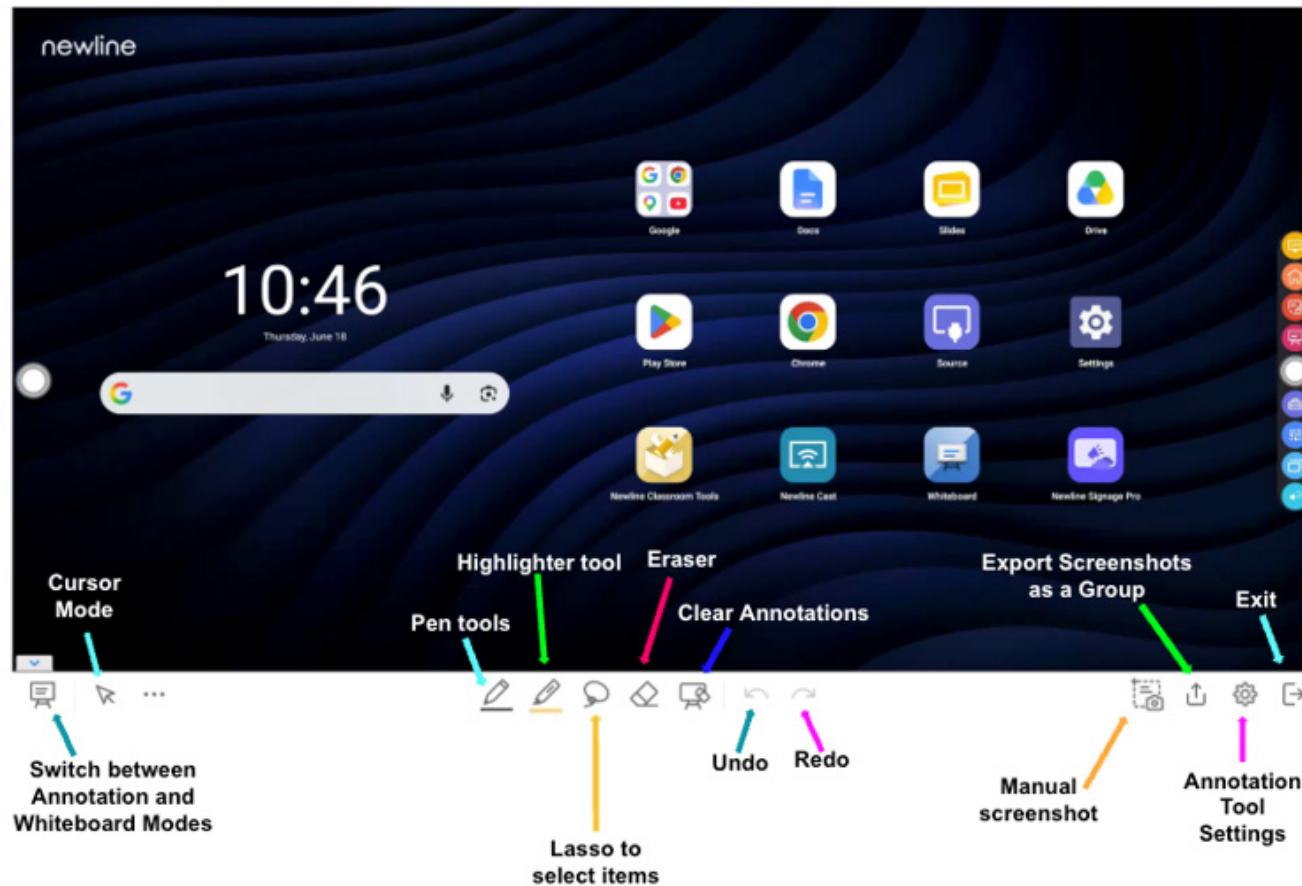 newline
Google
Docs
Slides
Drive
10:46
Thursday, June 18
Play Store
Chrome
Source
Settings
Newline Classroom Tools
Newline Cast
Whiteboard
Newline Signage Pro
Cursor
Mode
Pen tools
Highlighter tool
Eraser
Clear Annotations
Export Screenshots
as a Group
Exit
Switch between
Annotation and
Whiteboard Modes
Lasso to
select items
Undo
Redo
Manual
screenshot
Annotation
Tool
Settings